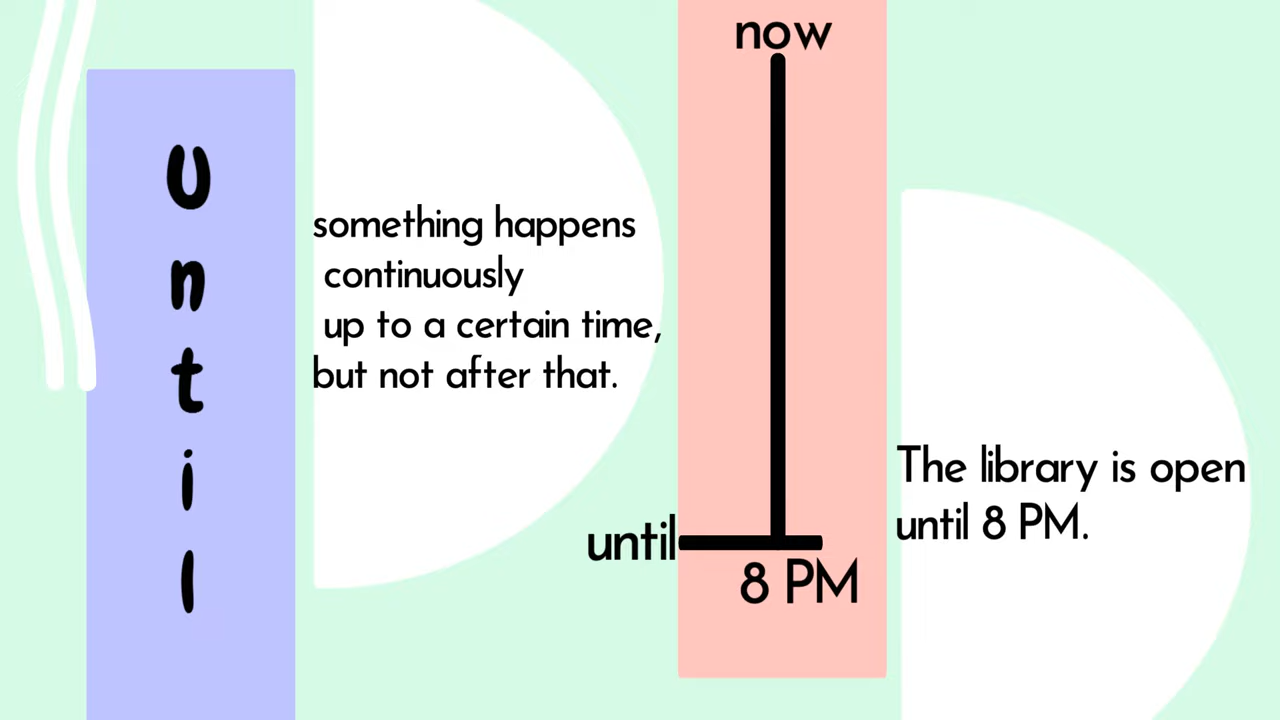 Until
something happens
continuously
up to a certain time,
but not after that.
now
until
8 PM
The library is open
until 8 PM.